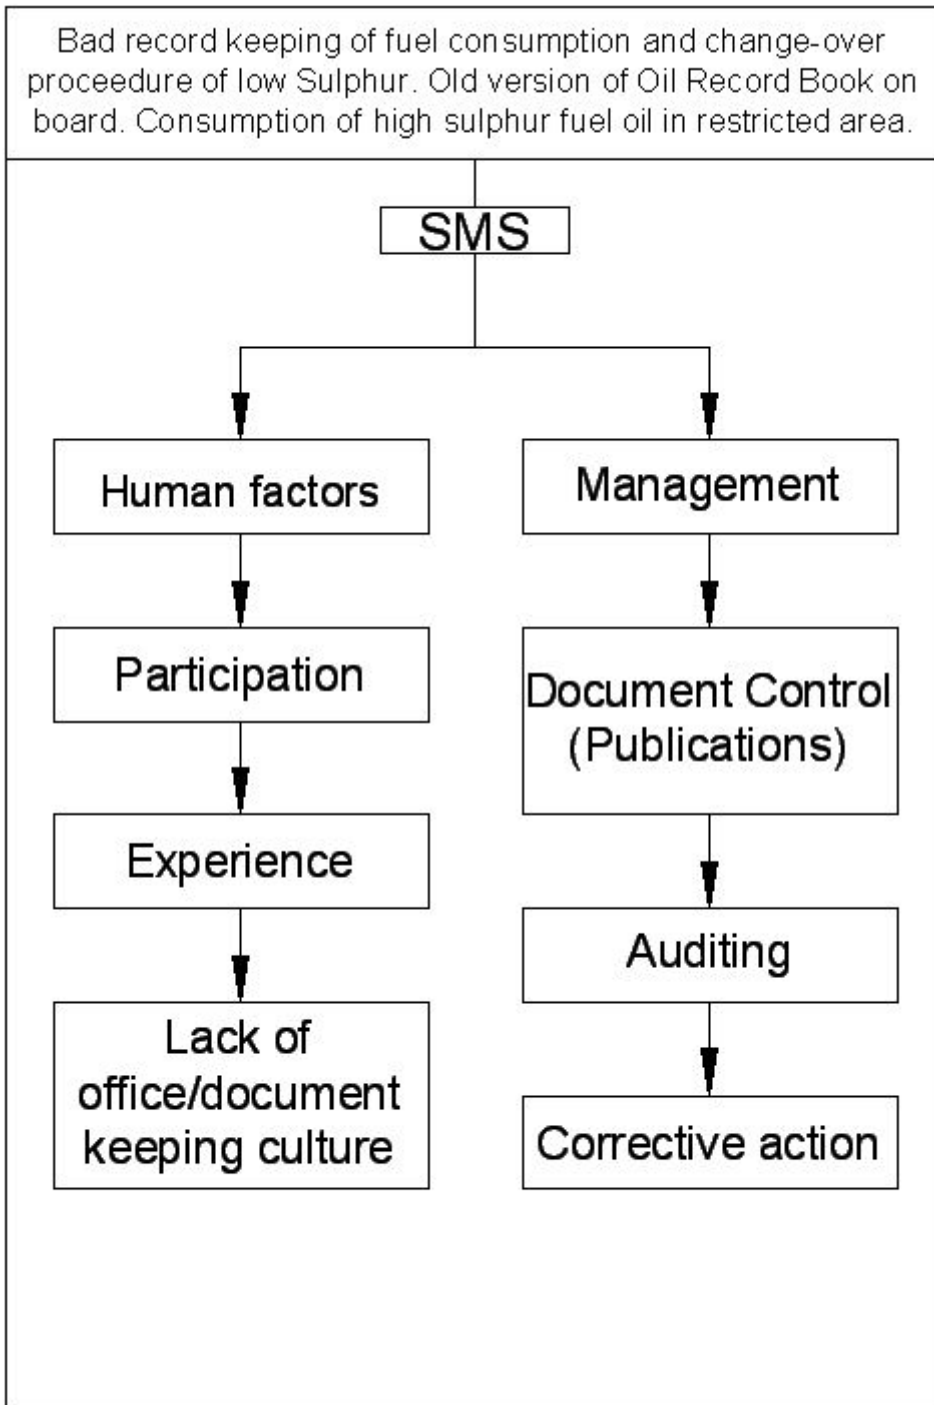 Bad record keeping of fuel consumption and change-over
proceedure of low Sulphur. Old version of Oil Record Book on
board. Consumption of high sulphur fuel oil in restricted area.
SMS
Human factors
Participation
Experience
Lack of
office/document
keeping culture
Management
Document Control
(Publications)
Auditing
Corrective action